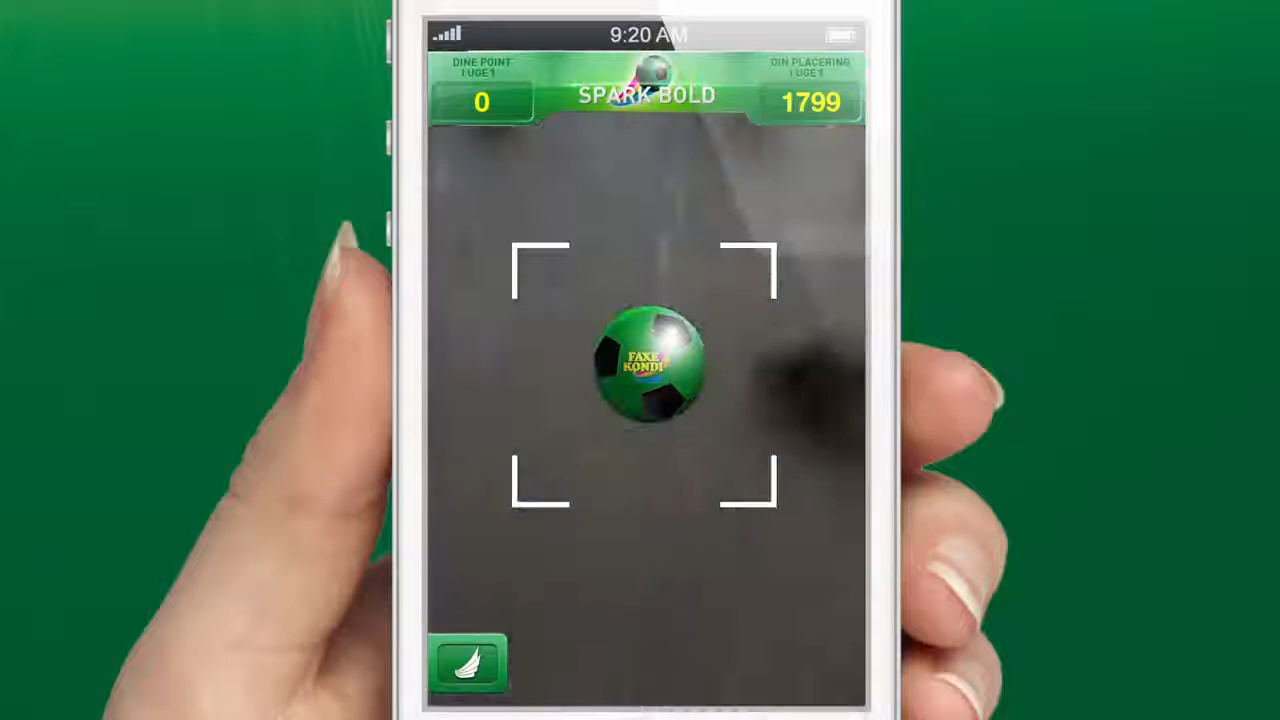 9:20 AM
DINE POINT
I UGE 1
0
SPARK BOLD
DIN PLACERING
I UGE 1
1799
FAXE
KONDI